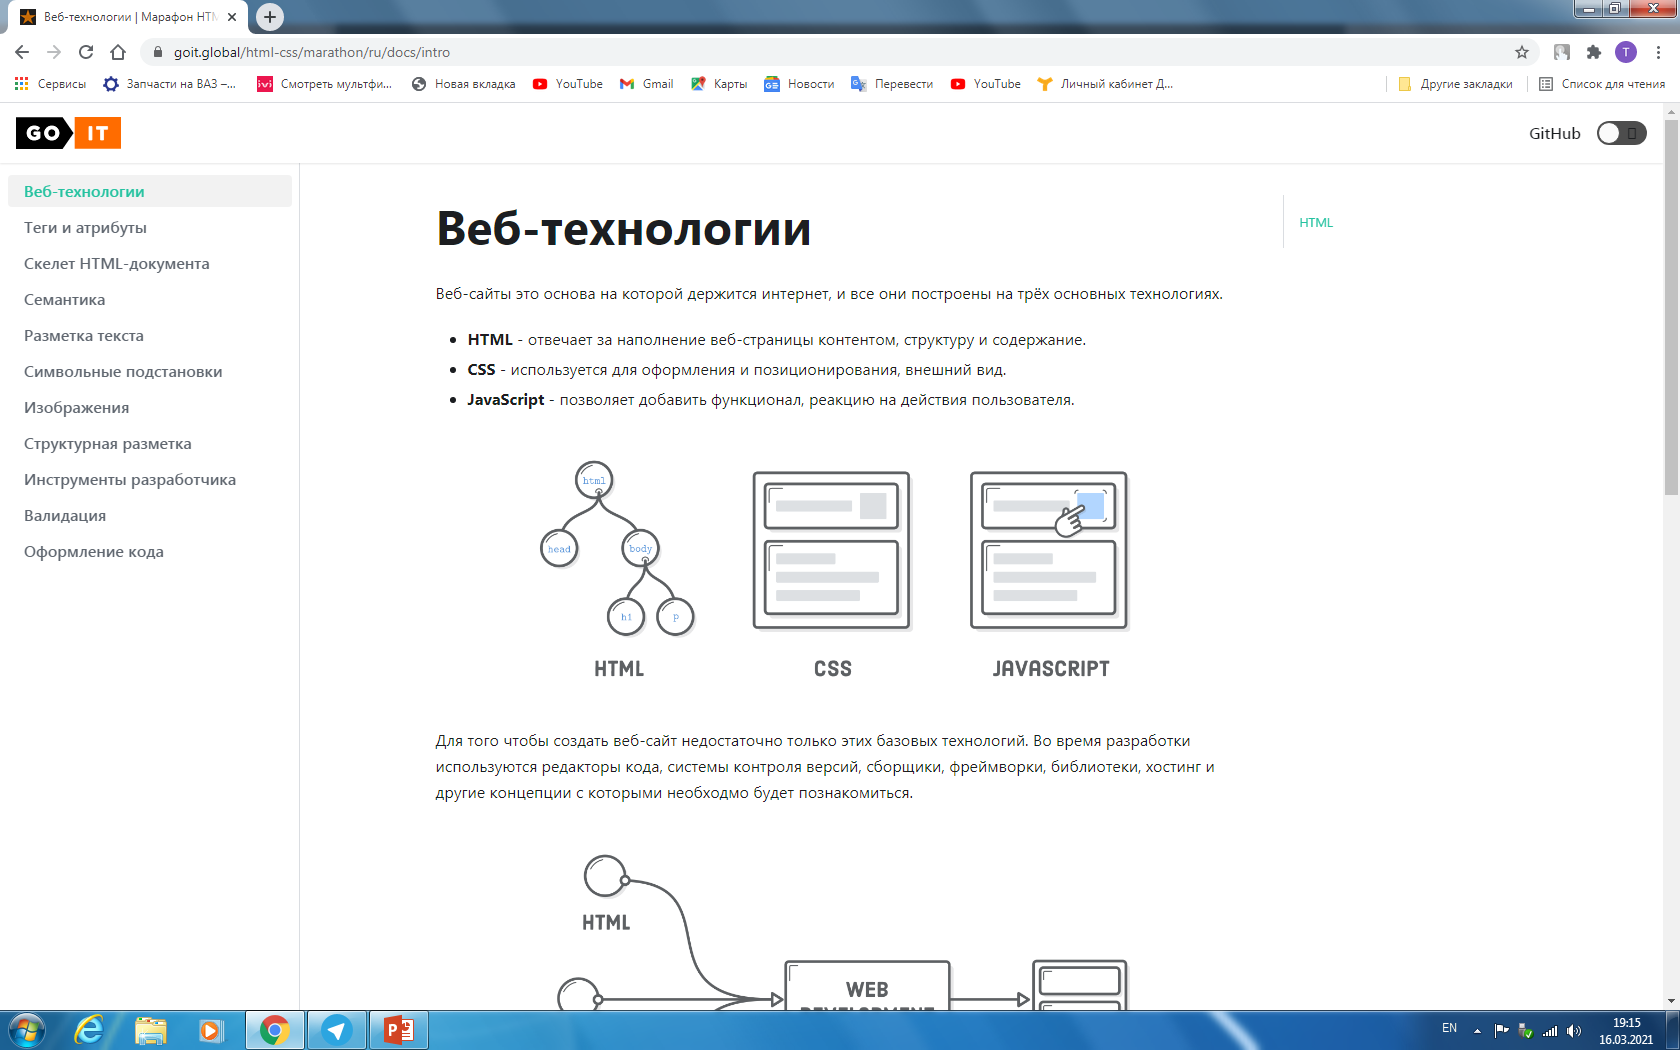 Веб-технологии | Марафон HTM
goit.global/html-css/marathon/ru/docs/intro
T
Сервисы
Запчасти на ВАЗ –...
ivi
Смотреть мультфи...
Новая вкладка
YouTube
Gmail
Карты
Новости
Перевести
YouTube
Личный кабинет Д...
Другие закладки
Список для чтения
GO IT
GitHub
Веб-технологии
Теги и атрибуты
Скелет HTML-документа
Семантика
Разметка текста
Символьные подстановки
Изображения
Структурная разметка
Инструменты разработчика
Валидация
Оформление кода
Веб-технологии
HTML
Веб-сайты это основа на которой держится интернет, и все они построены на трёх основных технологиях.
HTML - отвечает за наполнение веб-страницы контентом, структуру и содержание.
CSS - используется для оформления и позиционирования, внешний вид.
JavaScript - позволяет добавить функционал, реакцию на действия пользователя.
html
head
body
h1
p
HTML
CSS
JAVASCRIPT
Для того чтобы создать веб-сайт недостаточно только этих базовых технологий. Во время разработки
используются редакторы кода, системы контроля версий, сборщики, фреймворки, библиотеки, хостинг и
другие концепции с которыми необходмо будет познакомиться.
HTML
WEB
DEVELOPMENT
EN
19:15
16.03.2021